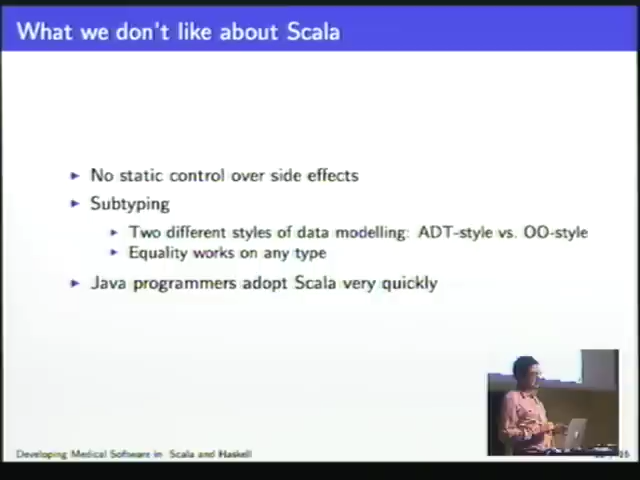 What we don't like about Scala
No static control over side effects
Subtyping
Two different styles of data modelling: ADT-style vs. OO-style
Equality works on any type
Java programmers adopt Scala very quickly
Developing Medical Software in Scala and Haskell